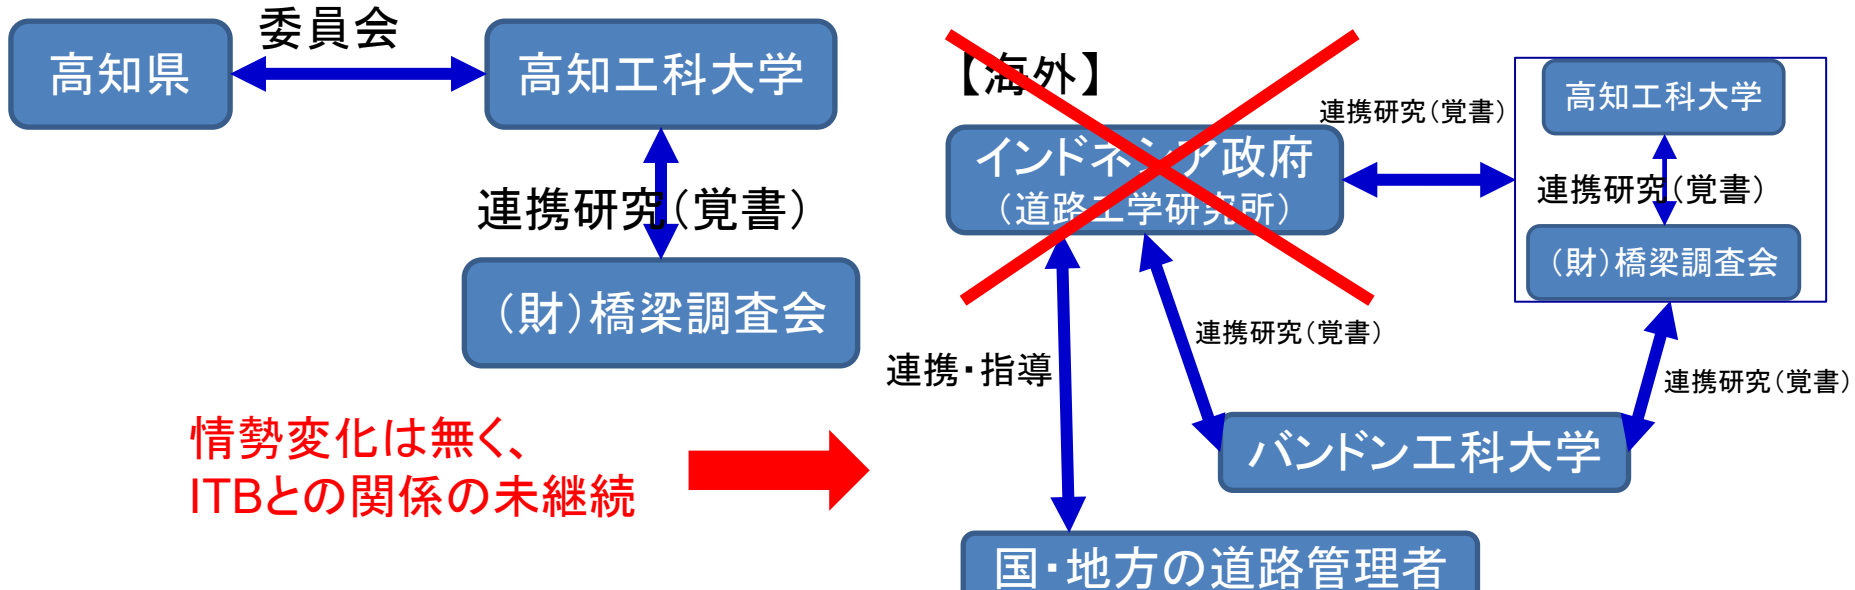 委員会
高知県
高知工科大学
連携研究（覚書）
（財）橋梁調査会
情勢変化は無く、
ITBとの関係の未継続
【海外】
インドネシア政府
（道路工学研究所）
連携研究（覚書）
高知工科大学
連携研究（覚書）
（財）橋梁調査会
連携・指導
連携研究（覚書）
連携研究（覚書）
バンドン工科大学
国・地方の道路管理者